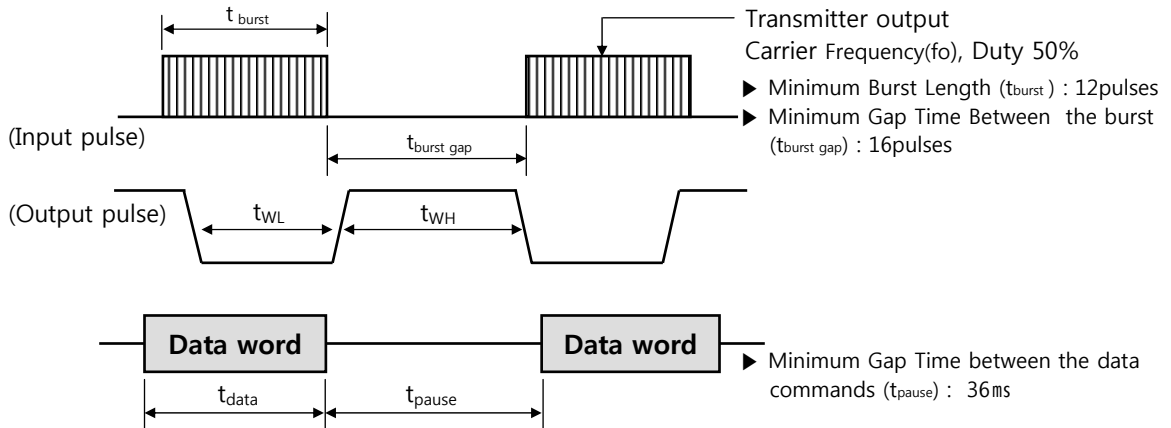 t burst
Transmitter output
Carrier Frequency(fo), Duty 50%
▶ Minimum Burst Length (tburst ) : 12pulses
▶ Minimum Gap Time Between the burst
(tburst gap) : 16pulses
(Input pulse)
tburst gap
(Output pulse)
tWL
tWH
Data word
Data word
▶ Minimum Gap Time between the data
commands (tpause) : 36㎳
tdata
tpause